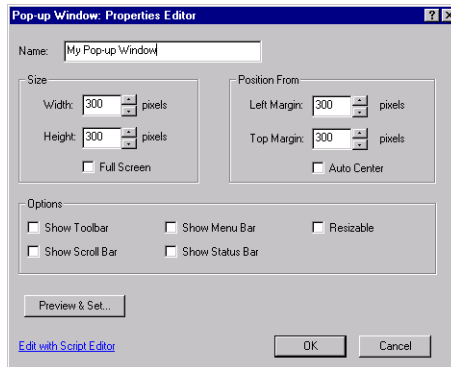 Pop-up Window: Properties Editor
Name: My Pop-up Window
Size
Position From
Width: 300 pixels
Left Margin: 300 pixels
Height: 300 pixels
Top Margin: 300 pixels
Full Screen
Auto Center
Options
Show Toolbar Show Menu Bar Resizable
Show Scroll Bar Show Status Bar
Preview & Set...
Edit with Script Editor OK Cancel